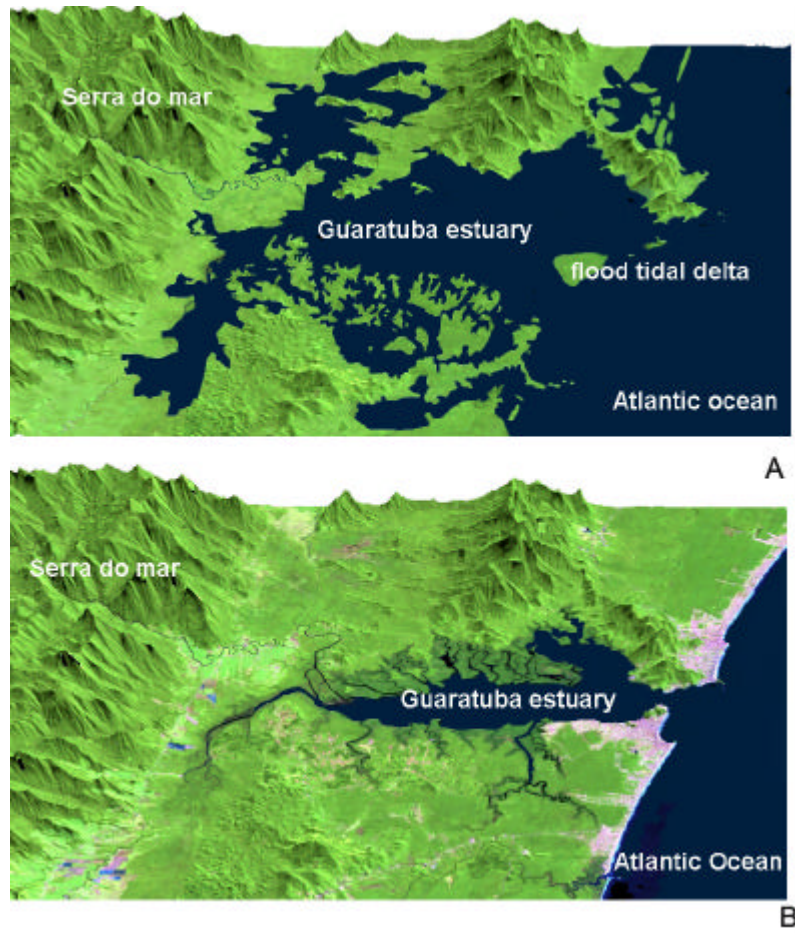 Serra do mar
Guaratuba estuary
flood tidal delta
Atlantic ocean
A
Serra do mar
Guaratuba estuary
Atlantic Ocean
B